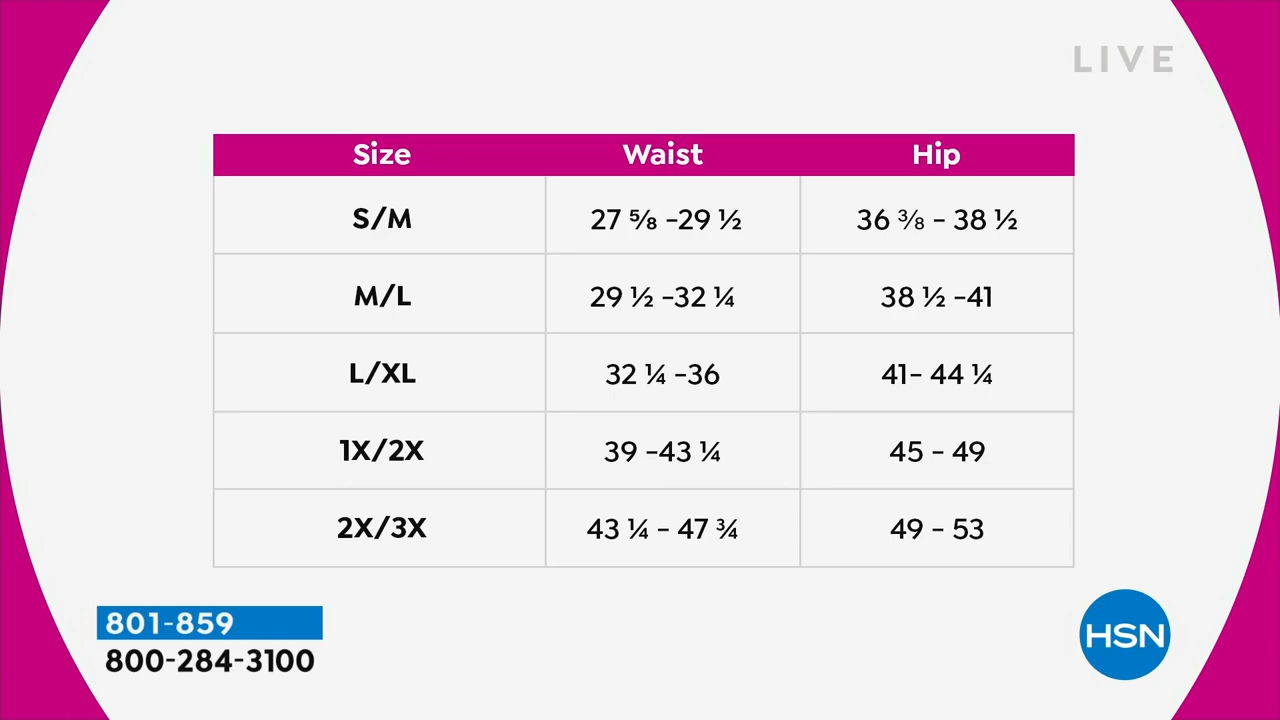 LIVE
Size Waist Hip
S/M 27 ⅝ –29 ½ 36 ⅜ – 38 ½
M/L 29 ½ –32 ¼ 38 ½ –41
L/XL 32 ¼ –36 41– 44 ¼
1X/2X 39 –43 ¼ 45 – 49
2X/3X 43 ¼ – 47 ¾ 49 – 53
801-859
800-284-3100
HSN